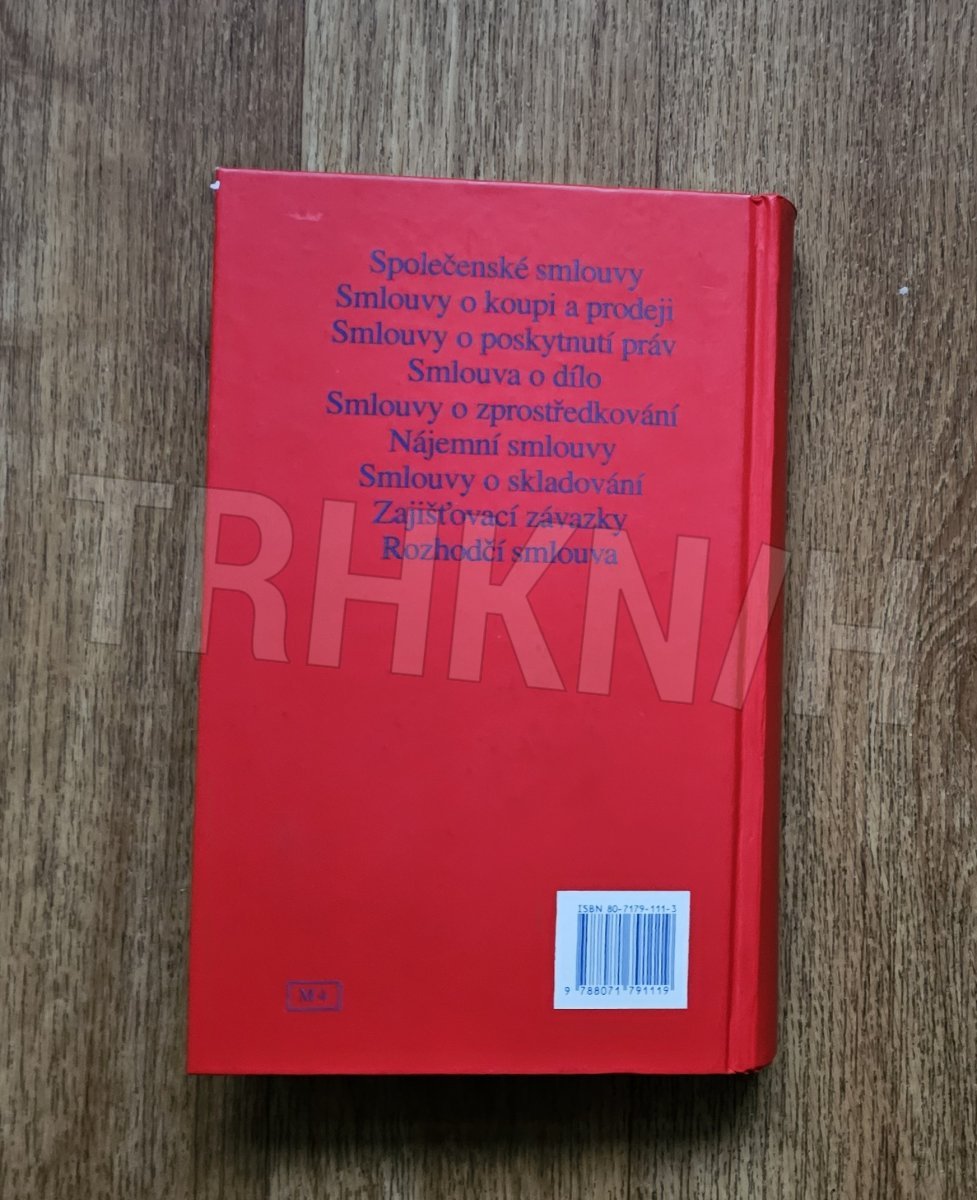 Společenské smlouvy
Smlouvy o koupi a prodeji
Smlouvy o poskytnutí práv
Smlouva o dílo
Smlouvy o zprostředkování
Nájemní smlouvy
Smlouvy o skladování
Zajišťovací závazky
Rozhodčí smlouva
TRHKNIH
ISBN 80-7179-111-3
9 788071 791119
M 4